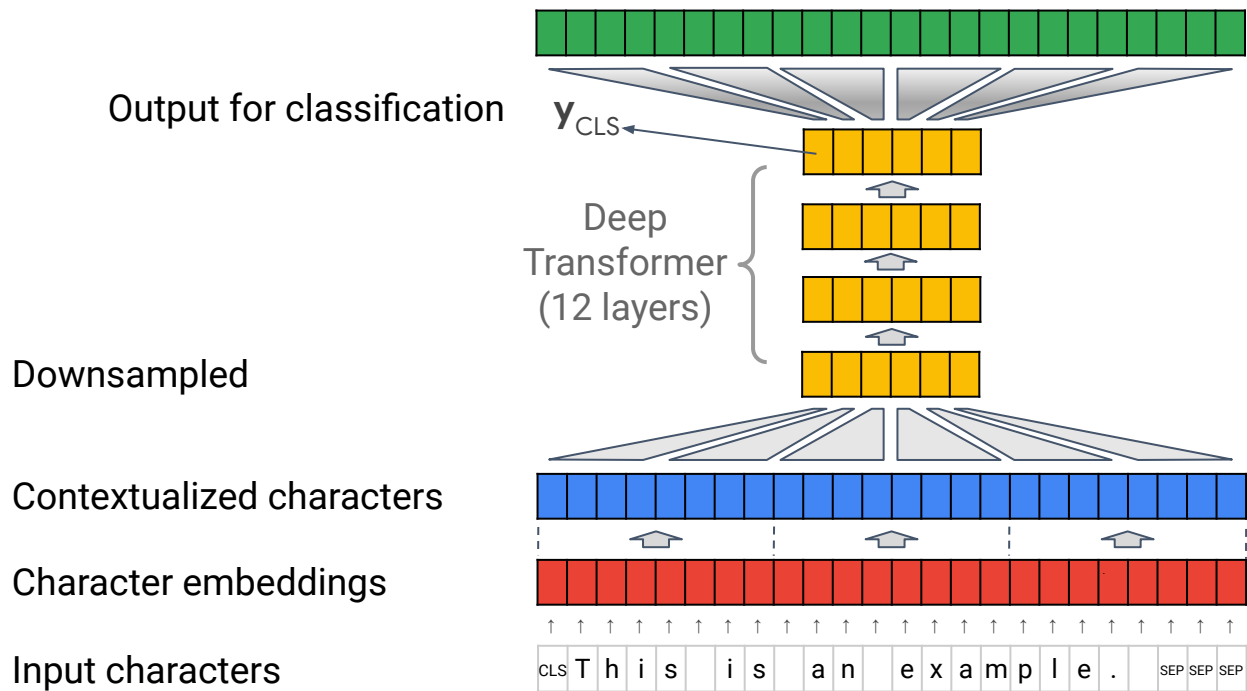 Output for classification
yCLS
Deep
Transformer
(12 layers)
Downsampled
Contextualized characters
Character embeddings
↑ ↑ ↑ ↑ ↑ ↑ ↑ ↑ ↑ ↑ ↑ ↑ ↑ ↑ ↑ ↑ ↑ ↑ ↑ ↑ ↑ ↑ ↑ ↑
Input characters CLS T h i s i s a n e x a m p l e . SEP SEP SEP